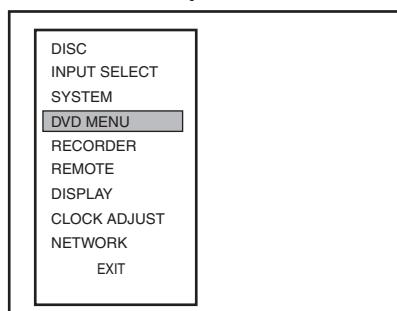 DISC
INPUT SELECT
SYSTEM
DVD MENU
RECORDER
REMOTE
DISPLAY
CLOCK ADJUST
NETWORK
EXIT